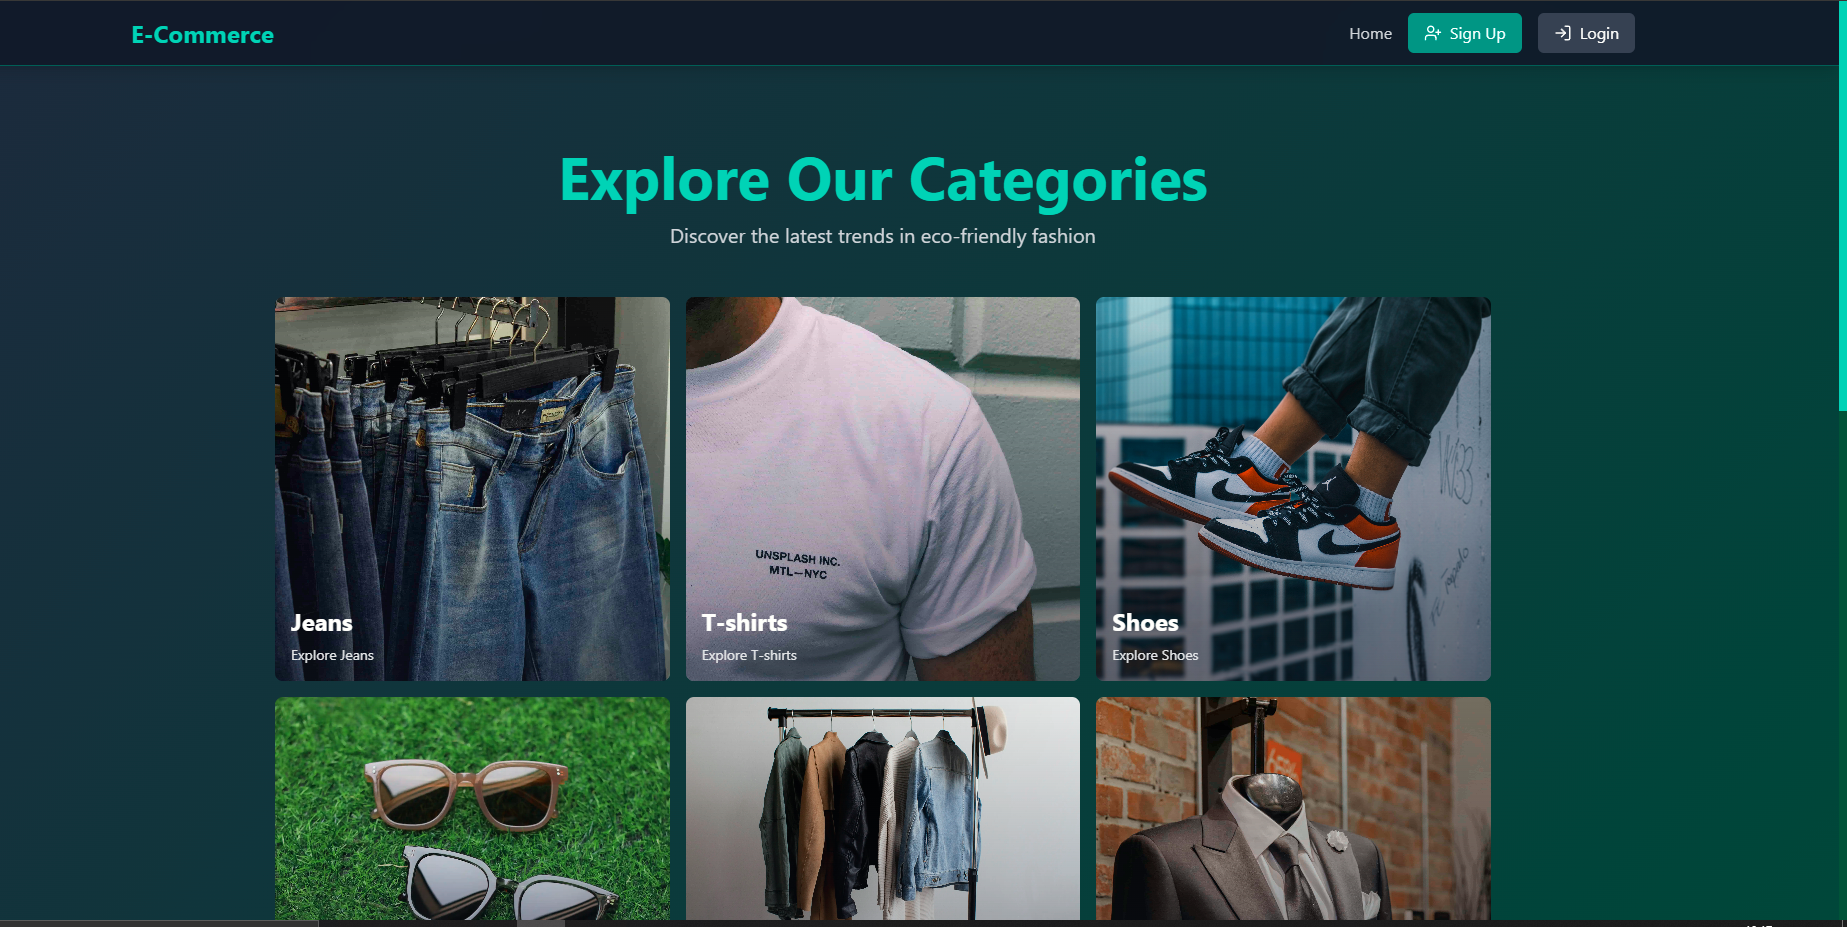 E-Commerce
Home
Sign Up
Login
Explore Our Categories
Discover the latest trends in eco-friendly fashion
UNSPLASH INC.
MTL—NYC
Jeans
Explore Jeans
T-shirts
Explore T-shirts
Shoes
Explore Shoes